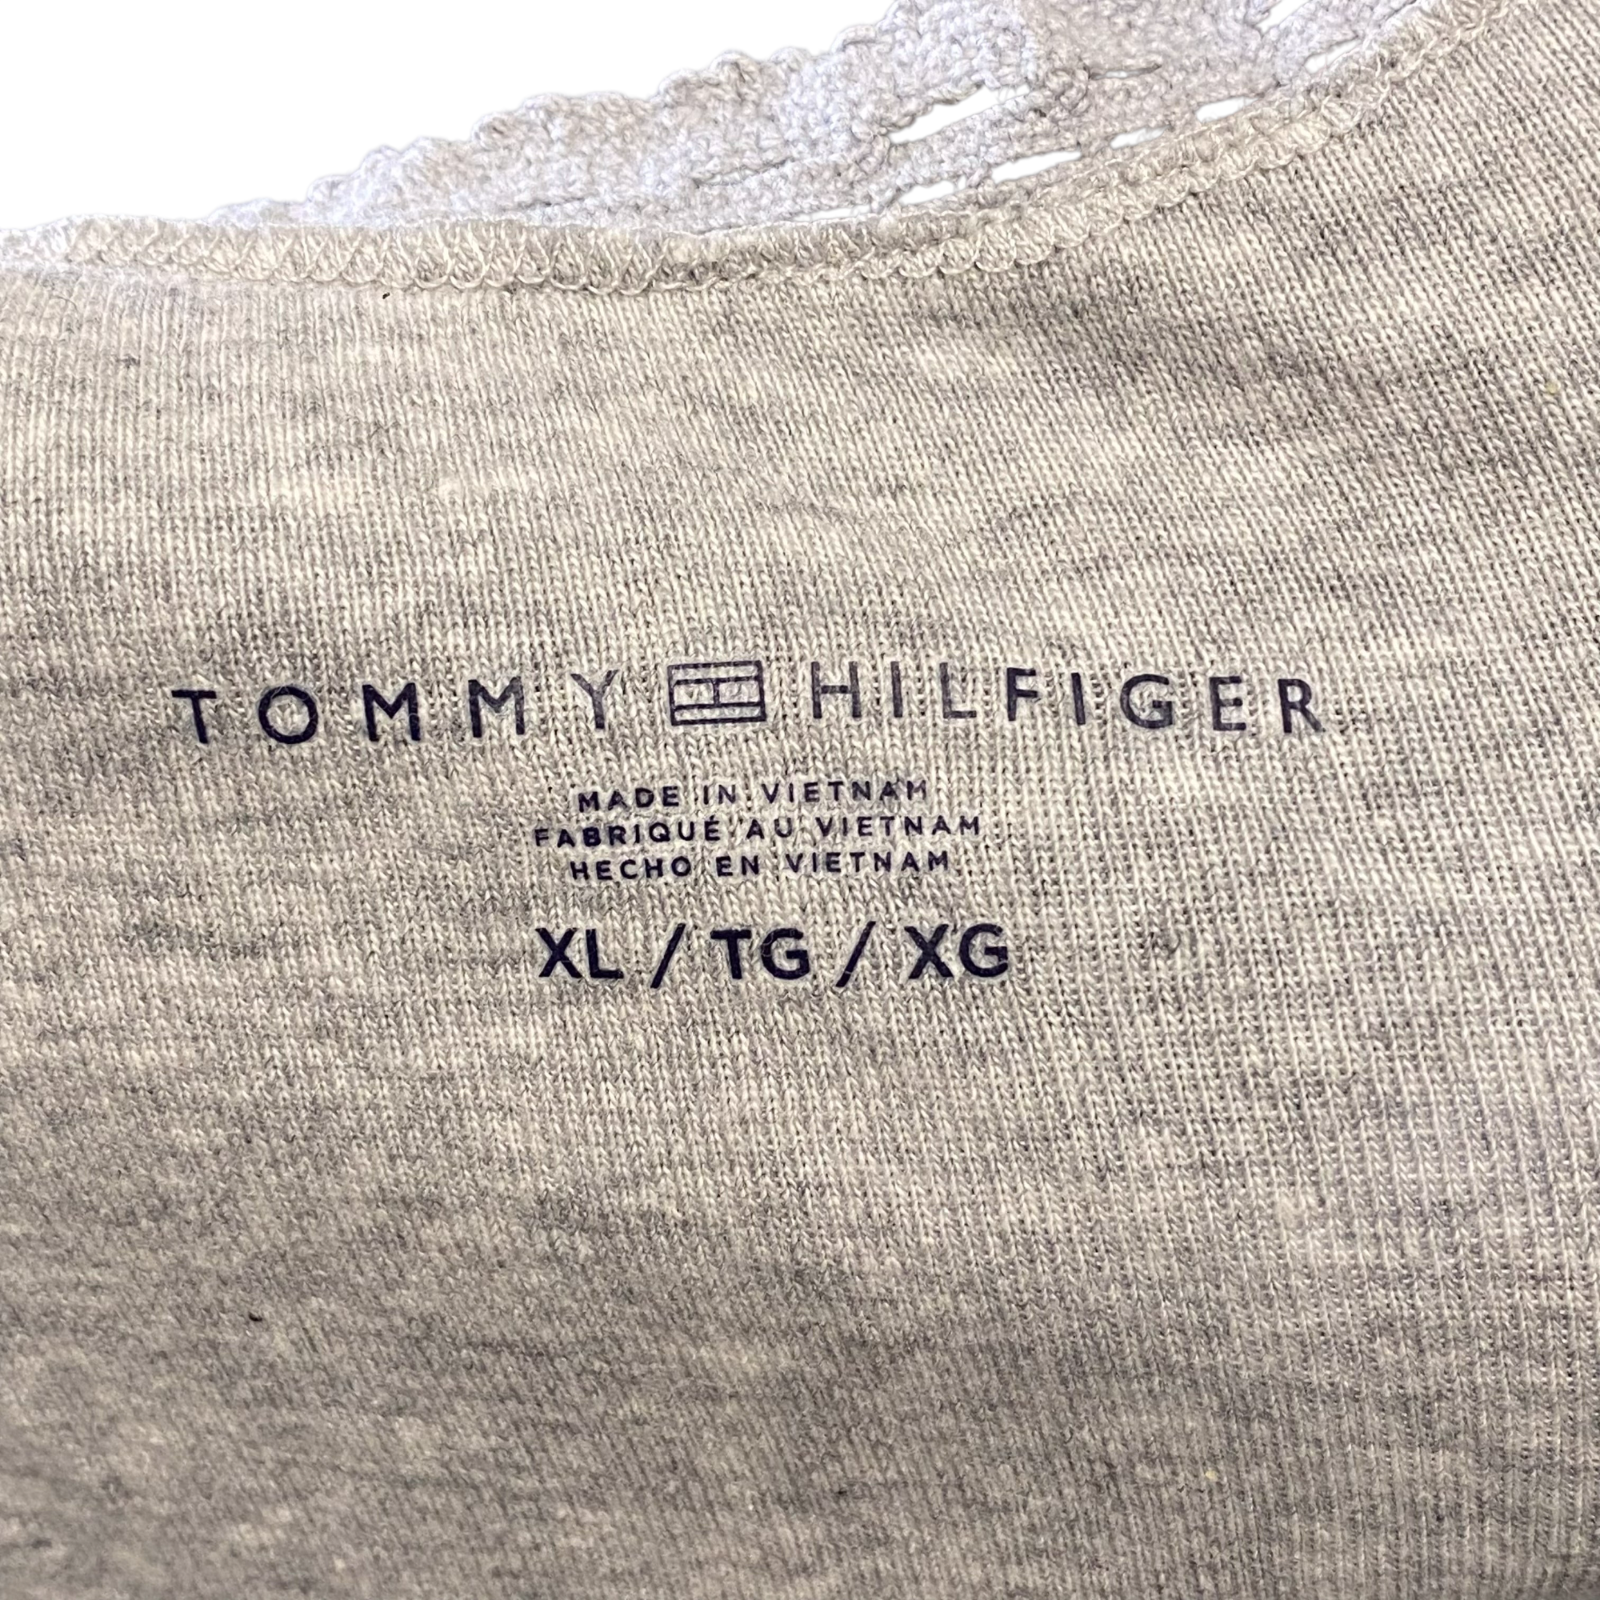 TOMMY HILFIGER
MADE IN VIETNAM
FABRIQUÉ AU VIETNAM
HECHO EN VIETNAM
XL / TG / XG